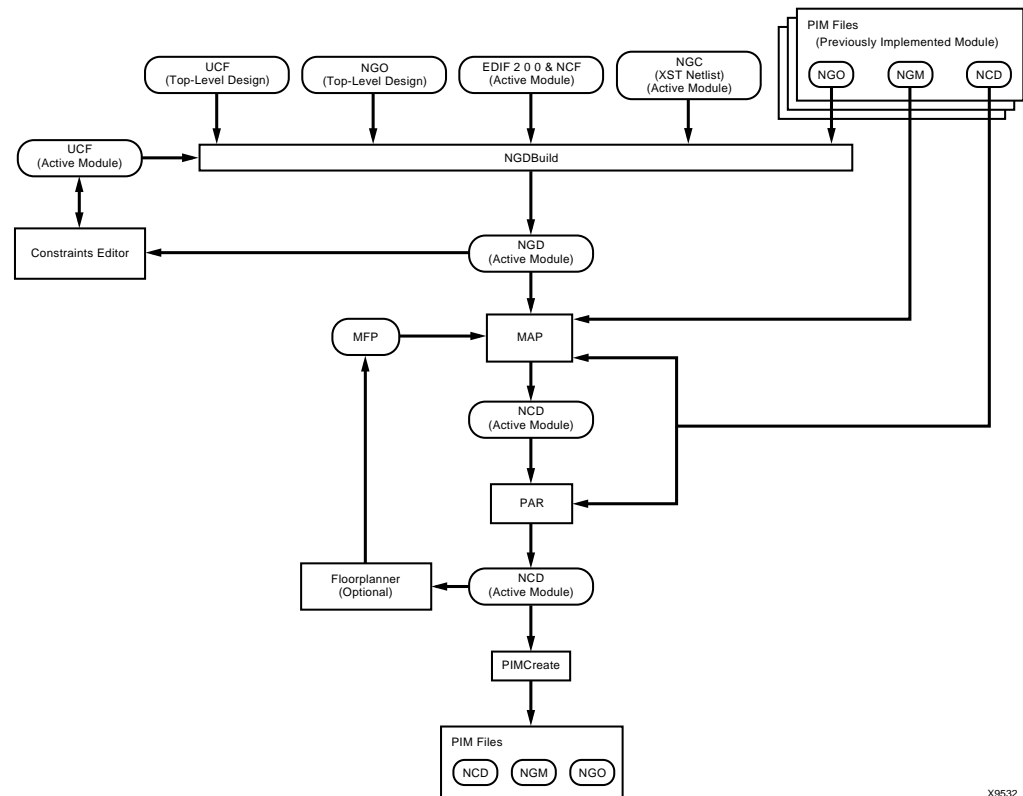 PIM Files
(Previously Implemented Module)
NGO
NGM
NCD
UCF
(Top-Level Design)
NGO
(Top-Level Design)
EDIF 2 0 0 & NCF
(Active Module)
NGC
(XST Netlist)
(Active Module)
UCF
(Active Module)
NGDBuild
Constraints Editor
NGD
(Active Module)
MFP
MAP
NCD
(Active Module)
PAR
Floorplanner
(Optional)
NCD
(Active Module)
PIMCreate
PIM Files
NCD
NGM
NGO
X9532